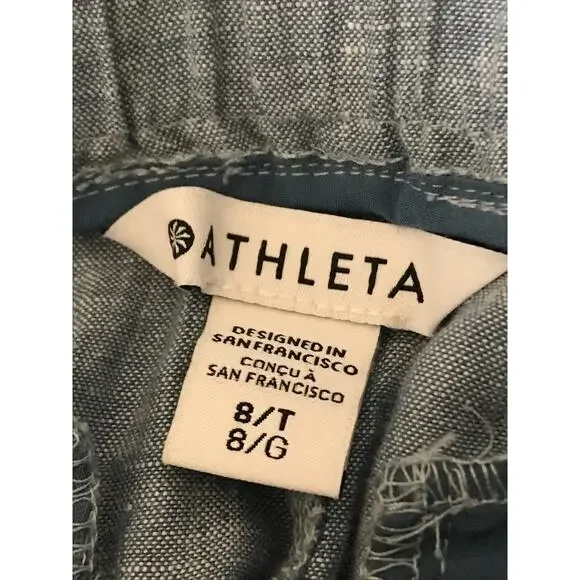 ATHLETA
DESIGNED IN
SAN FRANCISCO
CONÇU À
SAN FRANCISCO
8/T
8/G